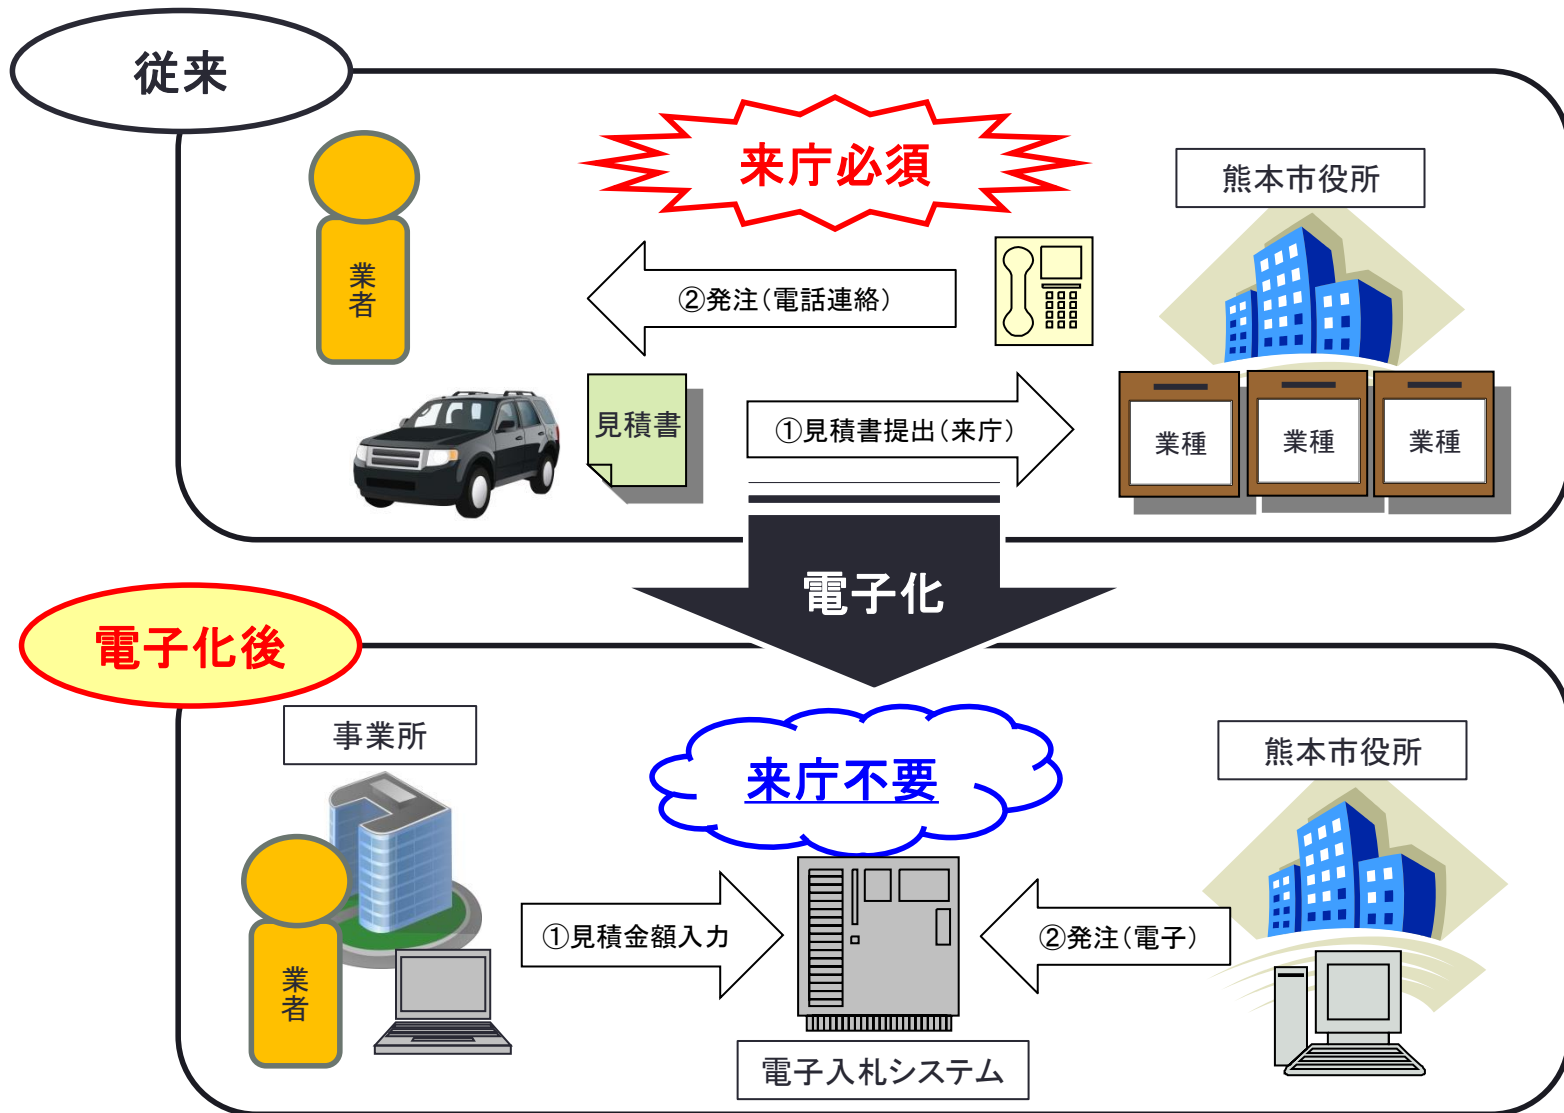 従来
来庁必須
熊本市役所
業者
②発注（電話連絡）
見積書
①見積書提出（来庁）
業種
業種
業種
電子化
電子化後
事業所
来庁不要
熊本市役所
業者
①見積金額入力
②発注（電子）
電子入札システム